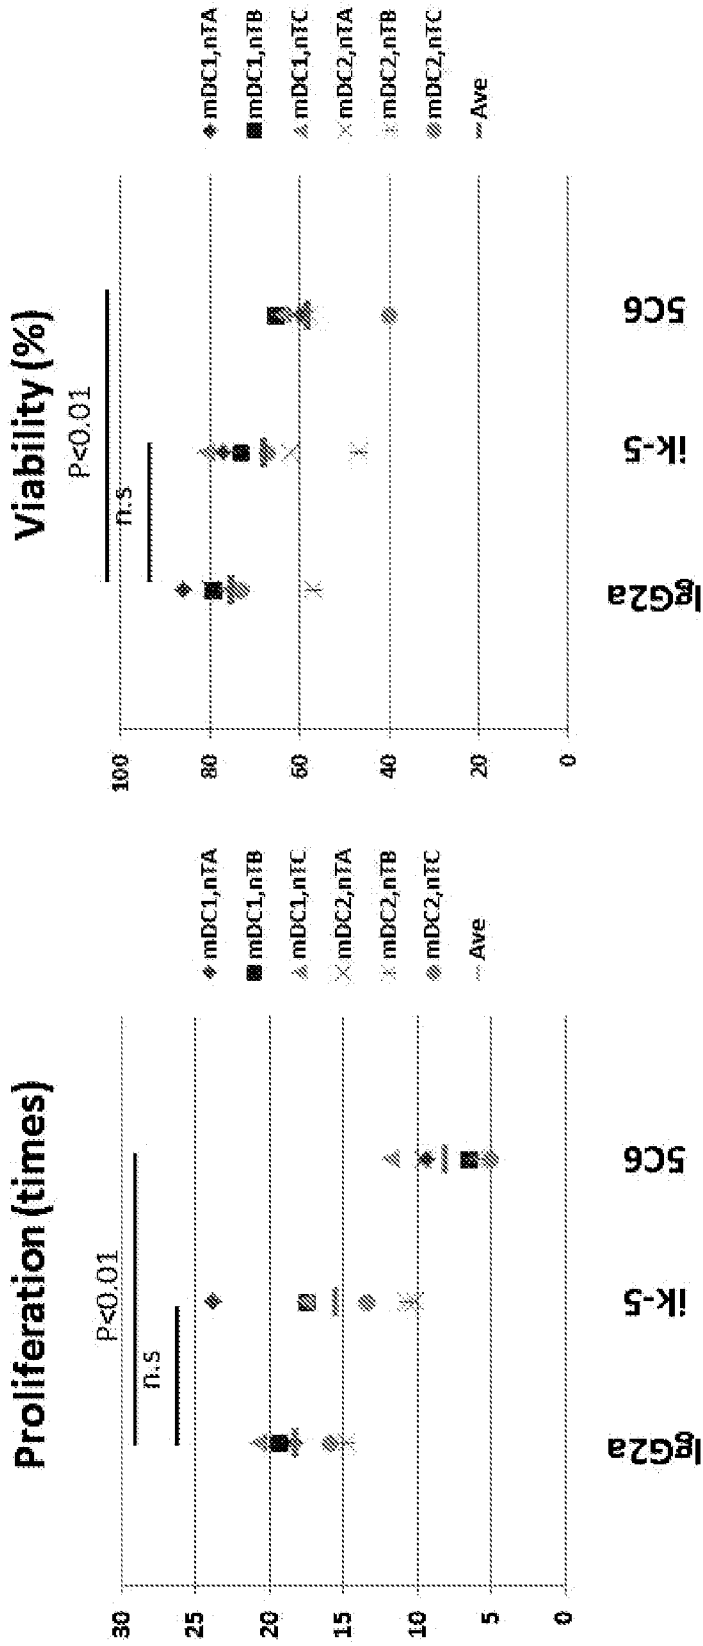 Proliferation (times)
P<0.01
n.s
30
25
20
15
10
5
0
IgG2a
ik-5
5C6
mDC1,nTA
mDC1,nTB
mDC1,nTC
mDC2,nTA
mDC2,nTB
mDC2,nTC
Ave
Viability (%)
P<0.01
n.s
100
80
60
40
20
0
IgG2a
ik-5
5C6
mDC1,nTA
mDC1,nTB
mDC1,nTC
mDC2,nTA
mDC2,nTB
mDC2,nTC
Ave